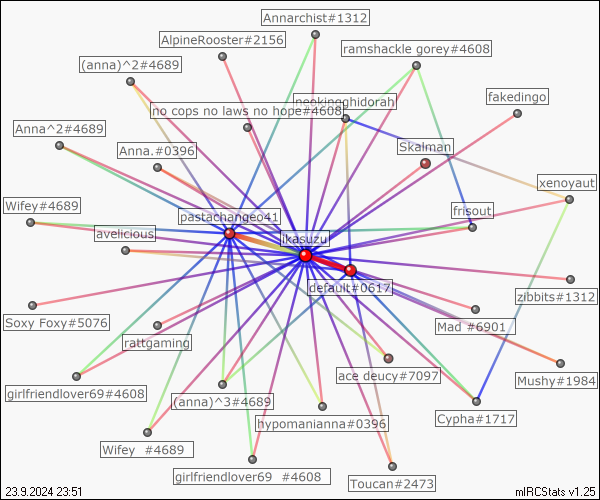 Annarchist#1312
AlpineRooster#2156
ramshackle gorey#4608
(anna)^2#4689
fakedingo
neokingghidorah
no cops no laws no hope#4608
Anna^2#4689
Skalman
Anna.#0396
xenoyaut
Wifey#4689
frisout
pastachangeo41
avelicious
ikasuzu
default#0617
zibbits#1312
Soxy Foxy#5076
Mad #6901
rattgaming
ace deucy#7097
Mushy#1984
girlfriendlover69#4608
(anna)^3#4689
Cypha#1717
hypomanianna#0396
Wifey #4689
girlfriendlover69 #4608
Toucan#2473
23.9.2024 23:51
mIRCStats v1.25